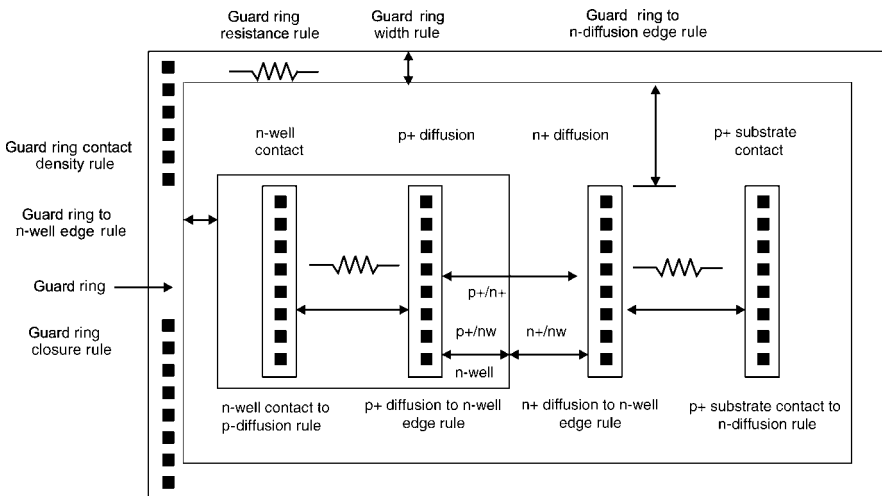 Guard ring
resistance rule
Guard ring
width rule
Guard ring to
n-diffusion edge rule
n-well
contact
p+ diffusion
n+ diffusion
p+ substrate
contact
Guard ring contact
density rule
Guard ring to
n-well edge rule
Guard ring
Guard ring
closure rule
p+/n+
p+/nw
n+/nw
n-well
n-well contact to
p-diffusion rule
p+ diffusion to n-well
edge rule
n+ diffusion to n-well
edge rule
p+ substrate contact to
n-diffusion rule